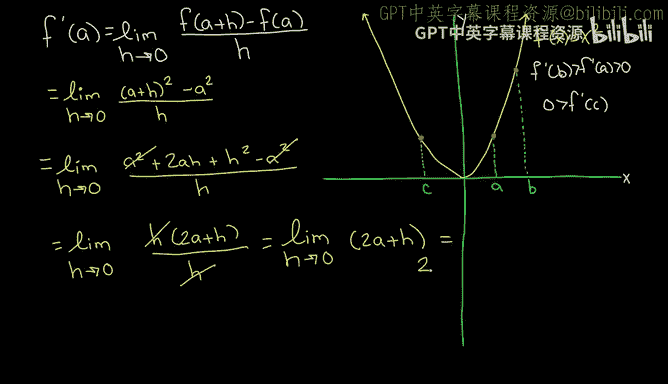 GPT中英字幕课程资源@bilibili.com
GPT中英字幕课程资源 bilibili
f'(a) = lim h→0 f(a+h)-f(a) / h
= lim h→0 (a+h)² - a² / h
= lim h→0 a² + 2ah + h² - a² / h
= lim h→0 h(2a+h) / h = lim h→0 (2a+h) =
2
y
f'(b)>f'(a)>0
0>f'(c)
c a b x